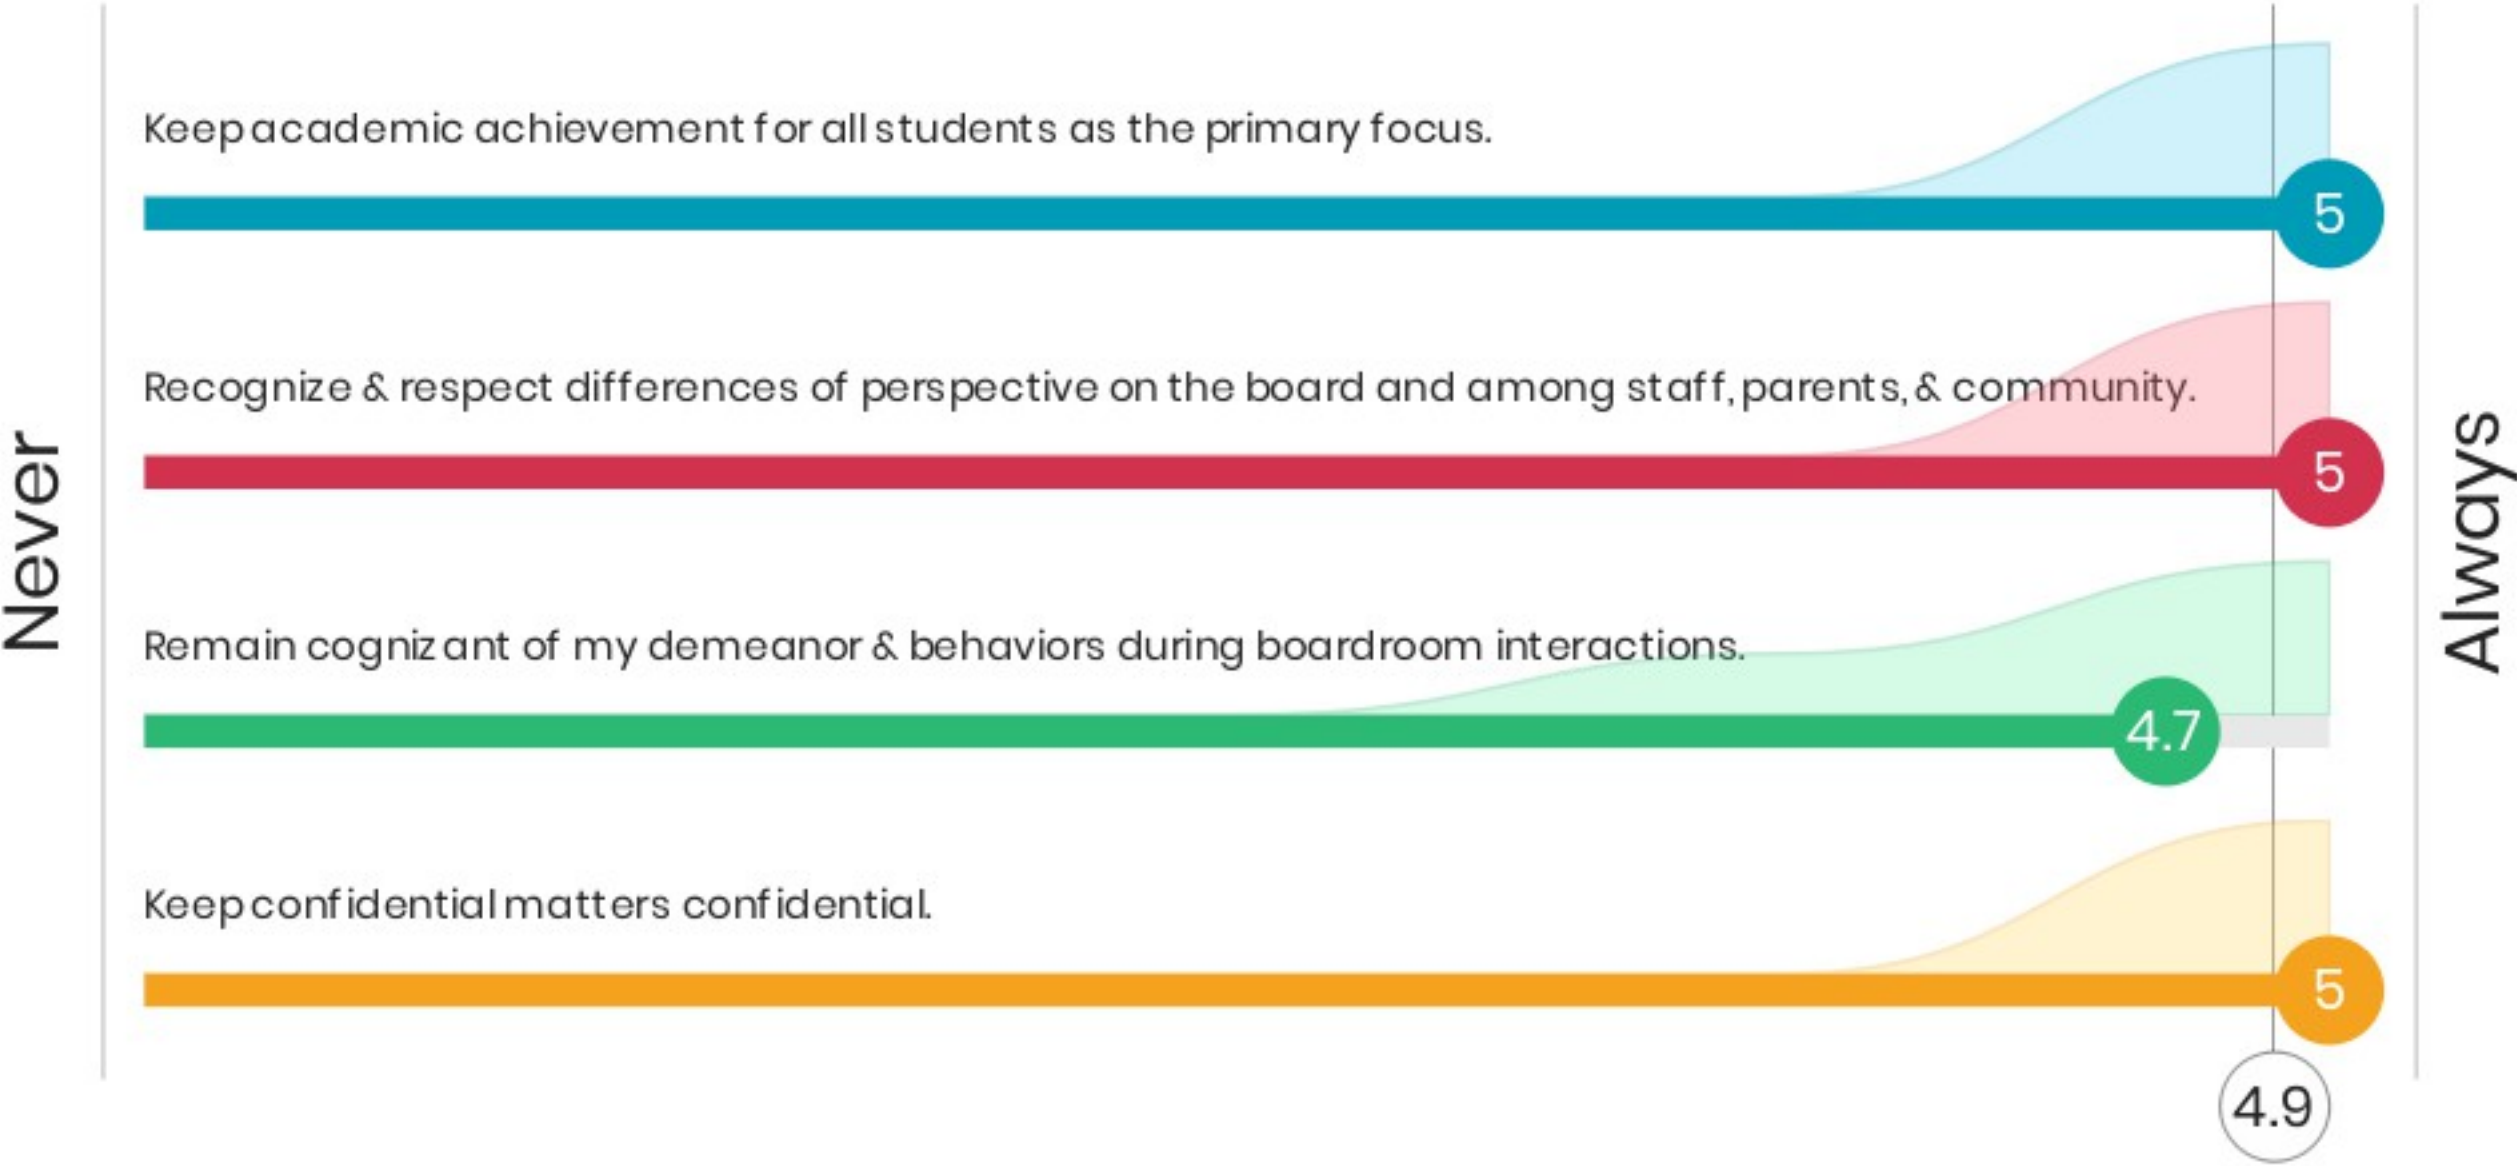 Never
Keep academic achievement for all students as the primary focus.
5
Recognize & respect differences of perspective on the board and among staff, parents, & community.
5
Remain cognizant of my demeanor & behaviors during boardroom interactions.
4.7
Keep confidential matters confidential.
5
4.9
Always